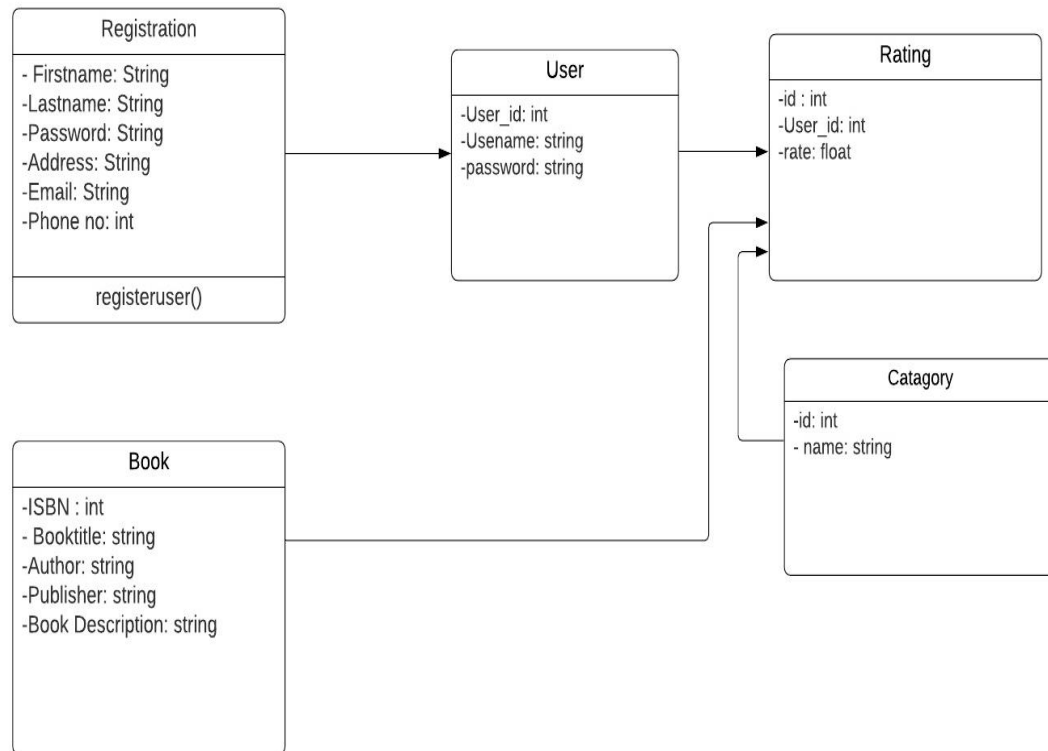 Registration
- Firstname: String
-Lastname: String
-Password: String
-Address: String
-Email: String
-Phone no: int
registeruser()
User
-User_id: int
-Usename: string
-password: string
Rating
-id : int
-User_id: int
-rate: float
Catagory
-id: int
- name: string
Book
-ISBN : int
- Booktitle: string
-Author: string
-Publisher: string
-Book Description: string